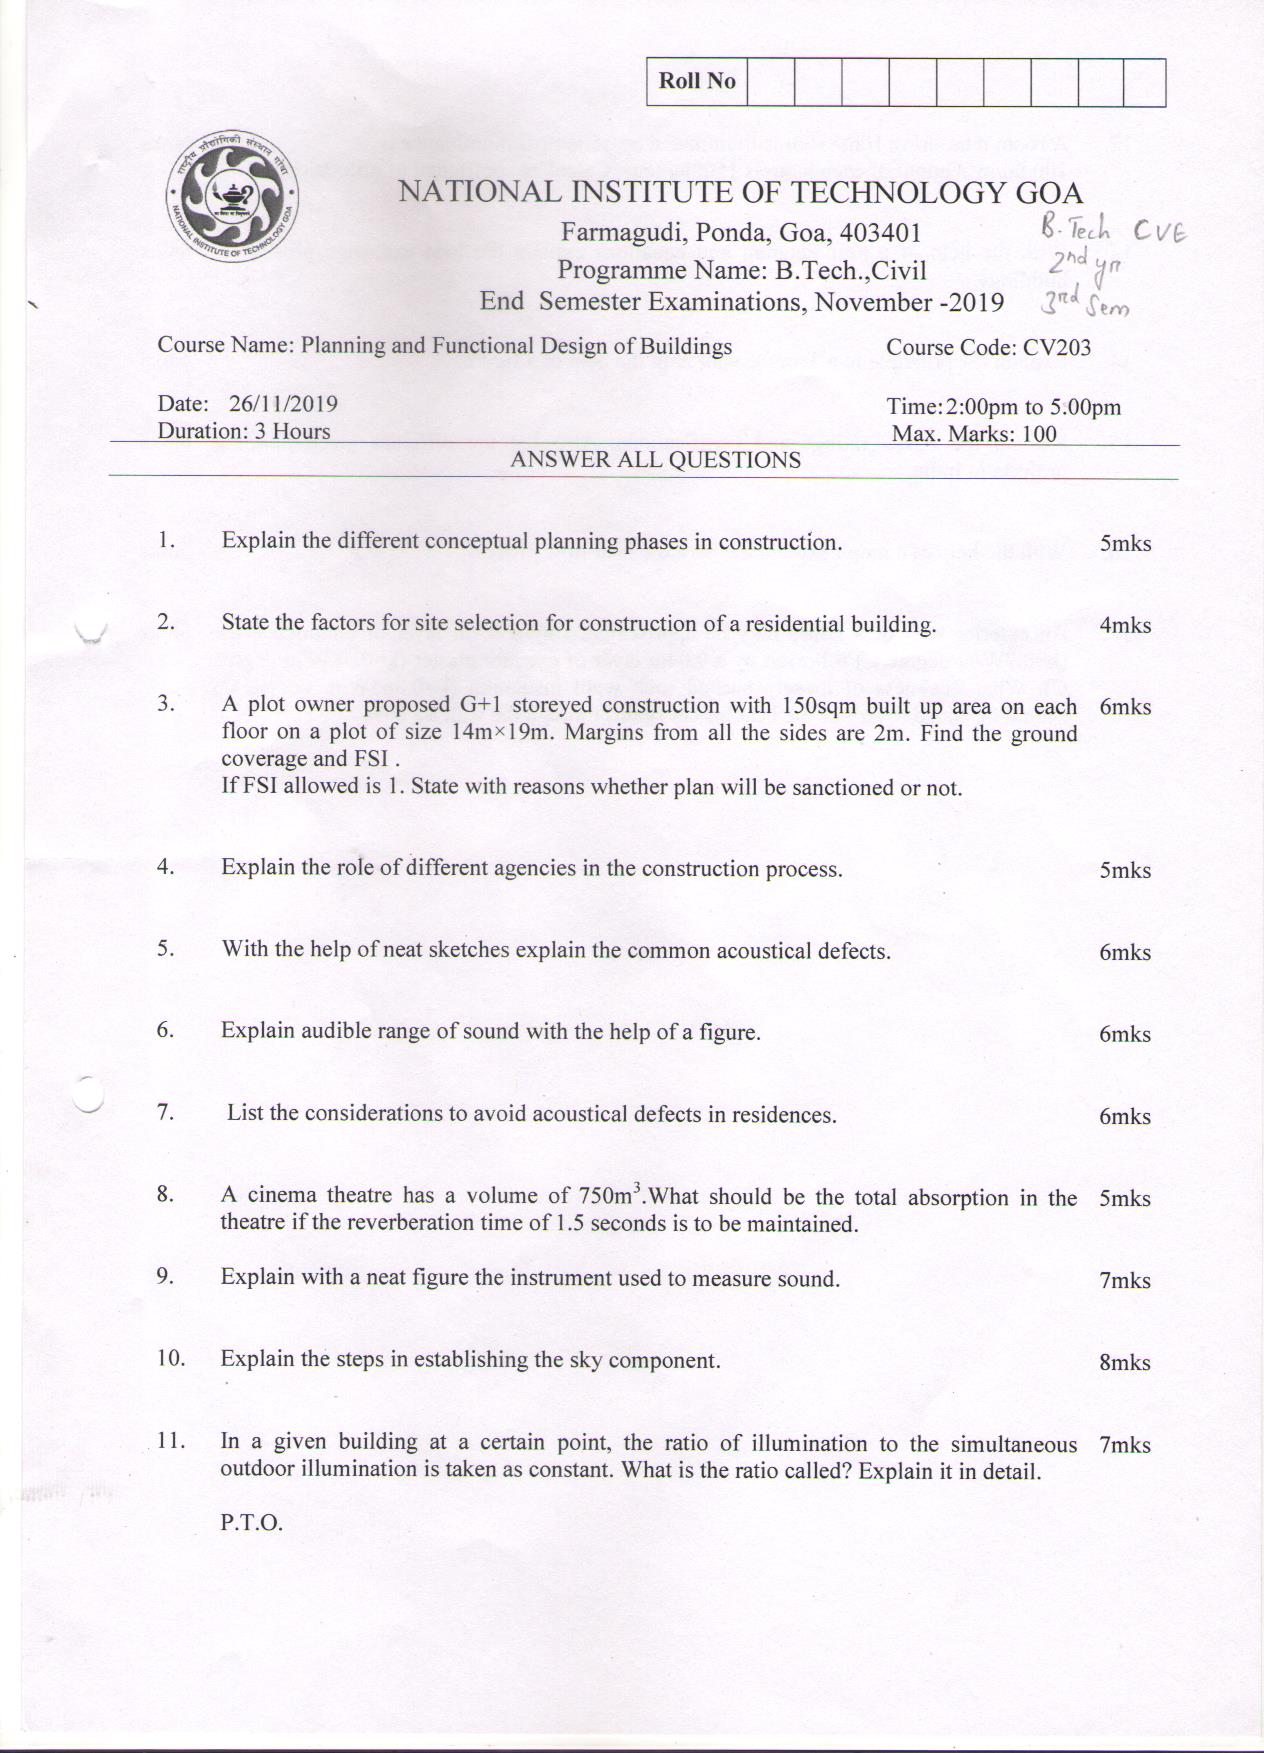 Roll No
राष्ट्रीय प्रौद्योगिकी संस्थान गोवा
NATIONAL INSTITUTE OF TECHNOLOGY GOA
NATIONAL INSTITUTE OF TECHNOLOGY GOA
Farmagudi, Ponda, Goa, 403401
B.Tech CVE
Programme Name: B.Tech.,Civil
2nd yr
End Semester Examinations, November -2019
3rd Sem
Course Name: Planning and Functional Design of Buildings Course Code: CV203
Date: 26/11/2019 Time: 2:00pm to 5.00pm
Duration: 3 Hours Max. Marks: 100
ANSWER ALL QUESTIONS
1. Explain the different conceptual planning phases in construction. 5mks
2. State the factors for site selection for construction of a residential building. 4mks
3. A plot owner proposed G+1 storeyed construction with 150sqm built up area on each 6mks
floor on a plot of size 14m×19m. Margins from all the sides are 2m. Find the ground
coverage and FSI .
If FSI allowed is 1. State with reasons whether plan will be sanctioned or not.
4. Explain the role of different agencies in the construction process. 5mks
5. With the help of neat sketches explain the common acoustical defects. 6mks
6. Explain audible range of sound with the help of a figure. 6mks
7. List the considerations to avoid acoustical defects in residences. 6mks
8. A cinema theatre has a volume of 750m³.What should be the total absorption in the 5mks
theatre if the reverberation time of 1.5 seconds is to be maintained.
9. Explain with a neat figure the instrument used to measure sound. 7mks
10. Explain the steps in establishing the sky component. 8mks
11. In a given building at a certain point, the ratio of illumination to the simultaneous 7mks
outdoor illumination is taken as constant. What is the ratio called? Explain it in detail.
P.T.O.